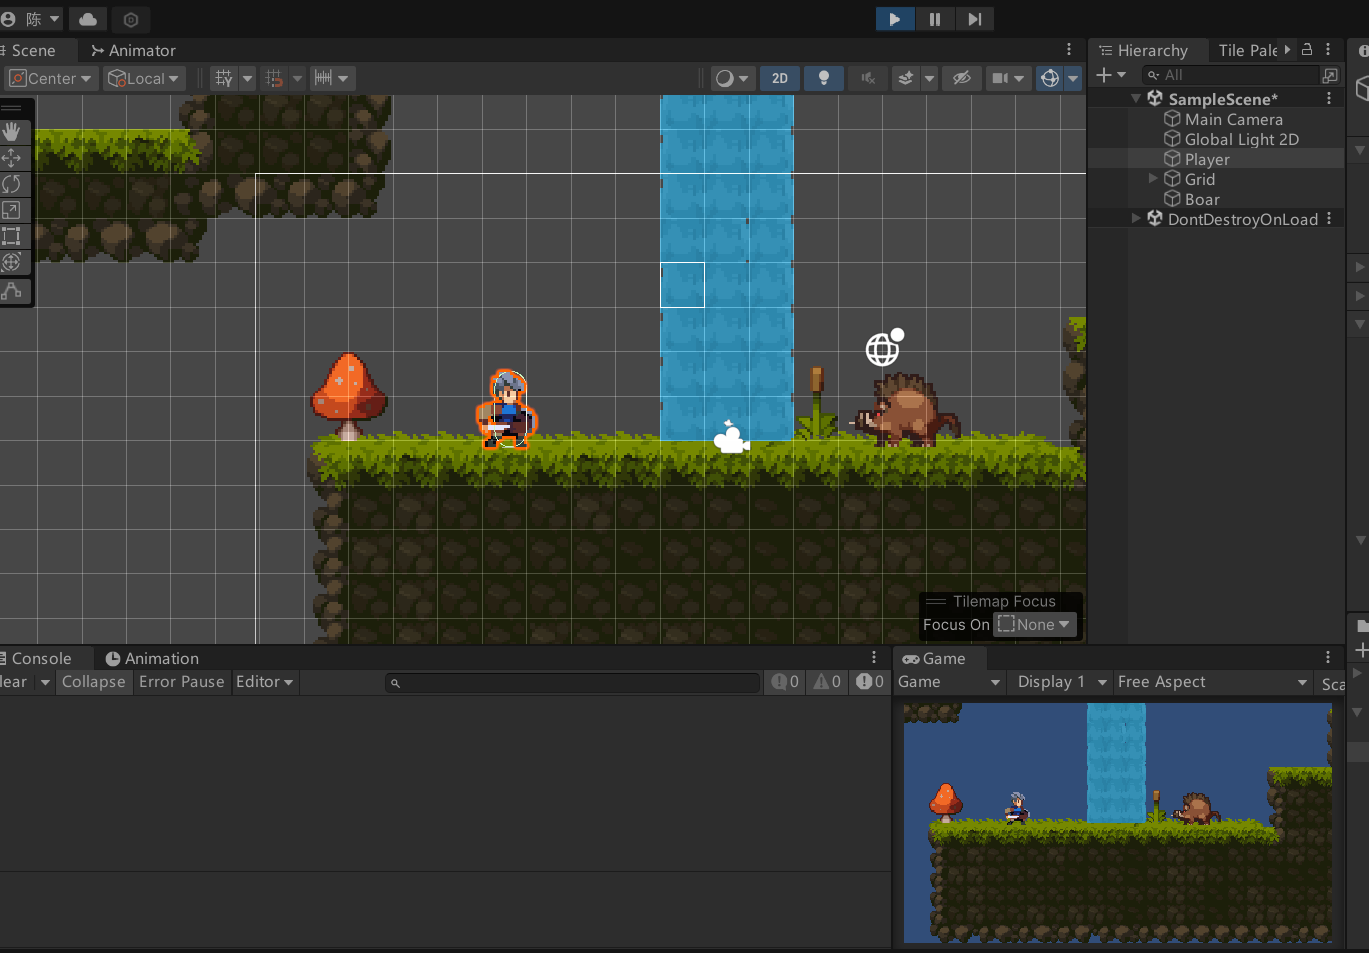 陈
Scene
Animator
Center
Local
2D
Hierarchy
Tile Pale
All
SampleScene*
Main Camera
Global Light 2D
Player
Grid
Boar
DontDestroyOnLoad
Tilemap Focus
Focus On
None
Console
Animation
lear
Collapse
Error Pause
Editor
0
0
0
Game
Game
Display 1
Free Aspect
Sca